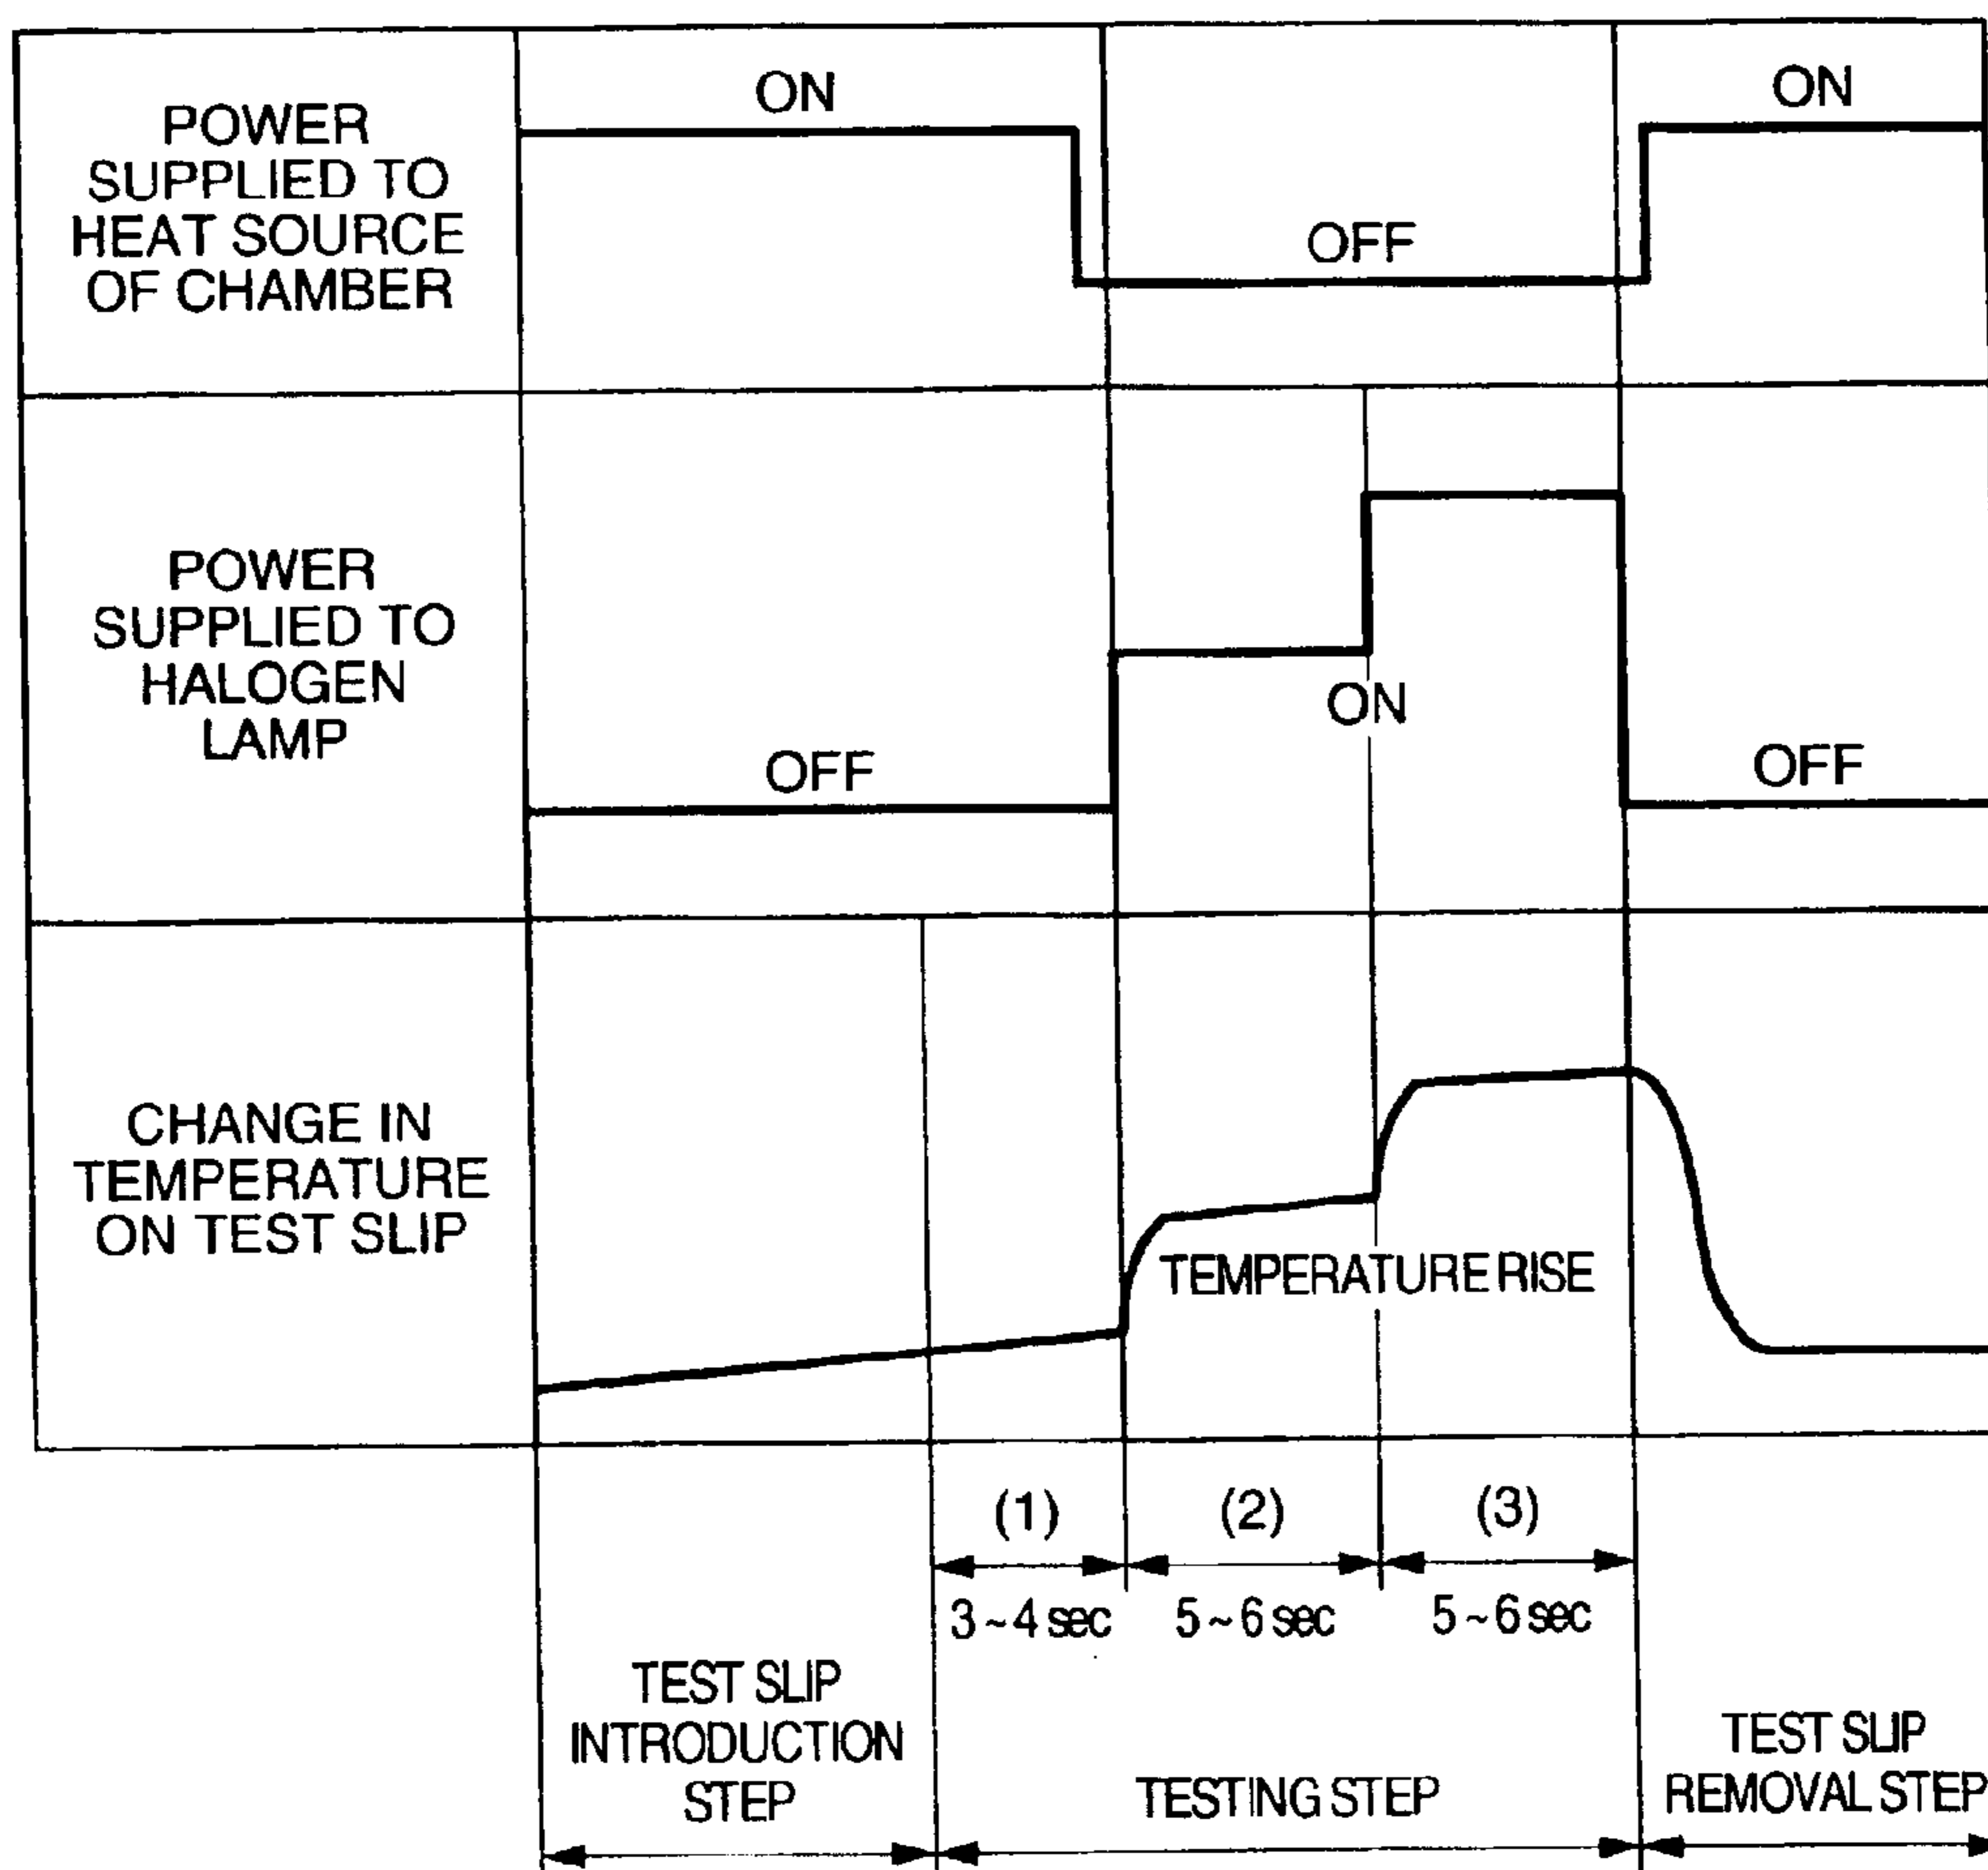 POWER
SUPPLIED TO
HEAT SOURCE
OF CHAMBER
ON
OFF
ON
POWER
SUPPLIED TO
HALOGEN
LAMP
OFF
ON
OFF
CHANGE IN
TEMPERATURE
ON TEST SLIP
TEMPERATURE RISE
(1)
(2)
(3)
3~4 sec
5~6 sec
5~6 sec
TEST SLIP
INTRODUCTION
STEP
TESTING STEP
TEST SLIP
REMOVAL STEP